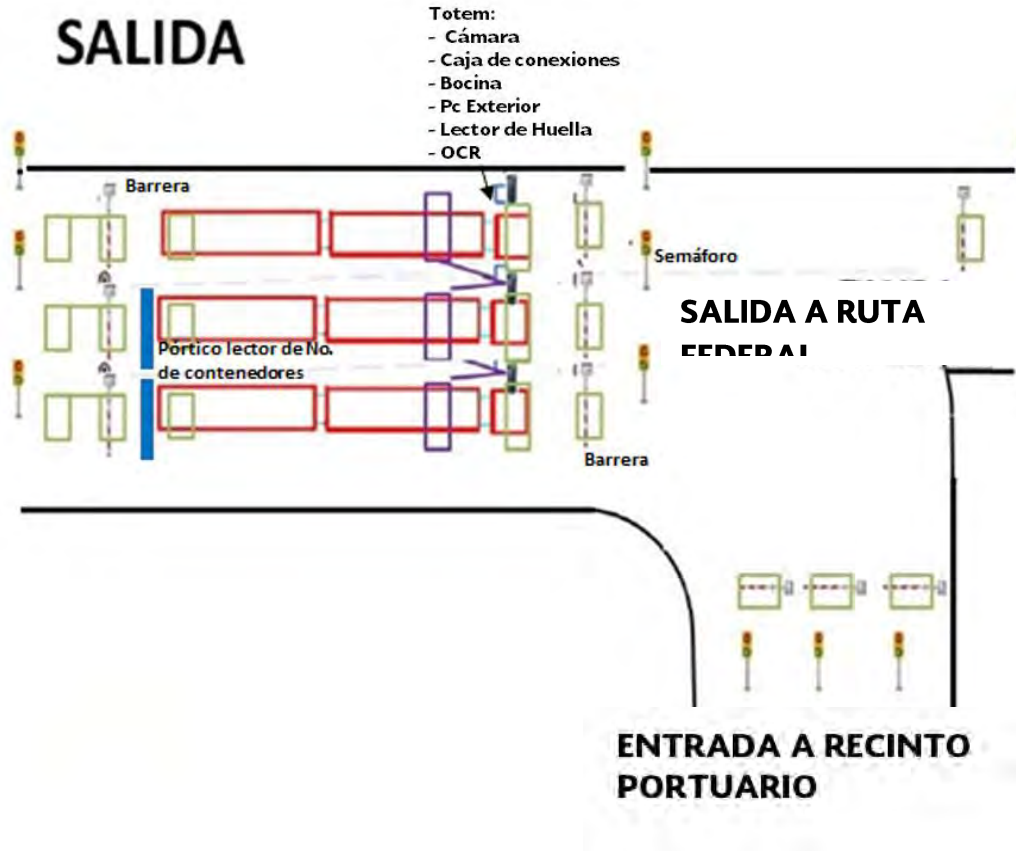 SALIDA
Totem:
- Cámara
- Caja de conexiones
- Bocina
- Pc Exterior
- Lector de Huella
- OCR
Barrera
Semáforo
SALIDA A RUTA
FEDERAL
Pórtico lector de No.
de contenedores
Barrera
ENTRADA A RECINTO
PORTUARIO